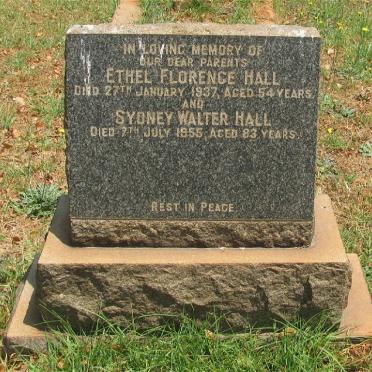 IN LOVING MEMORY OF
OUR DEAR PARENTS
ETHEL FLORENCE HALL
DIED 27TH JANUARY 1937, AGED 54 YEARS
AND
SYDNEY WALTER HALL
DIED 7TH JULY 1955, AGED 83 YEARS.
REST IN PEACE.